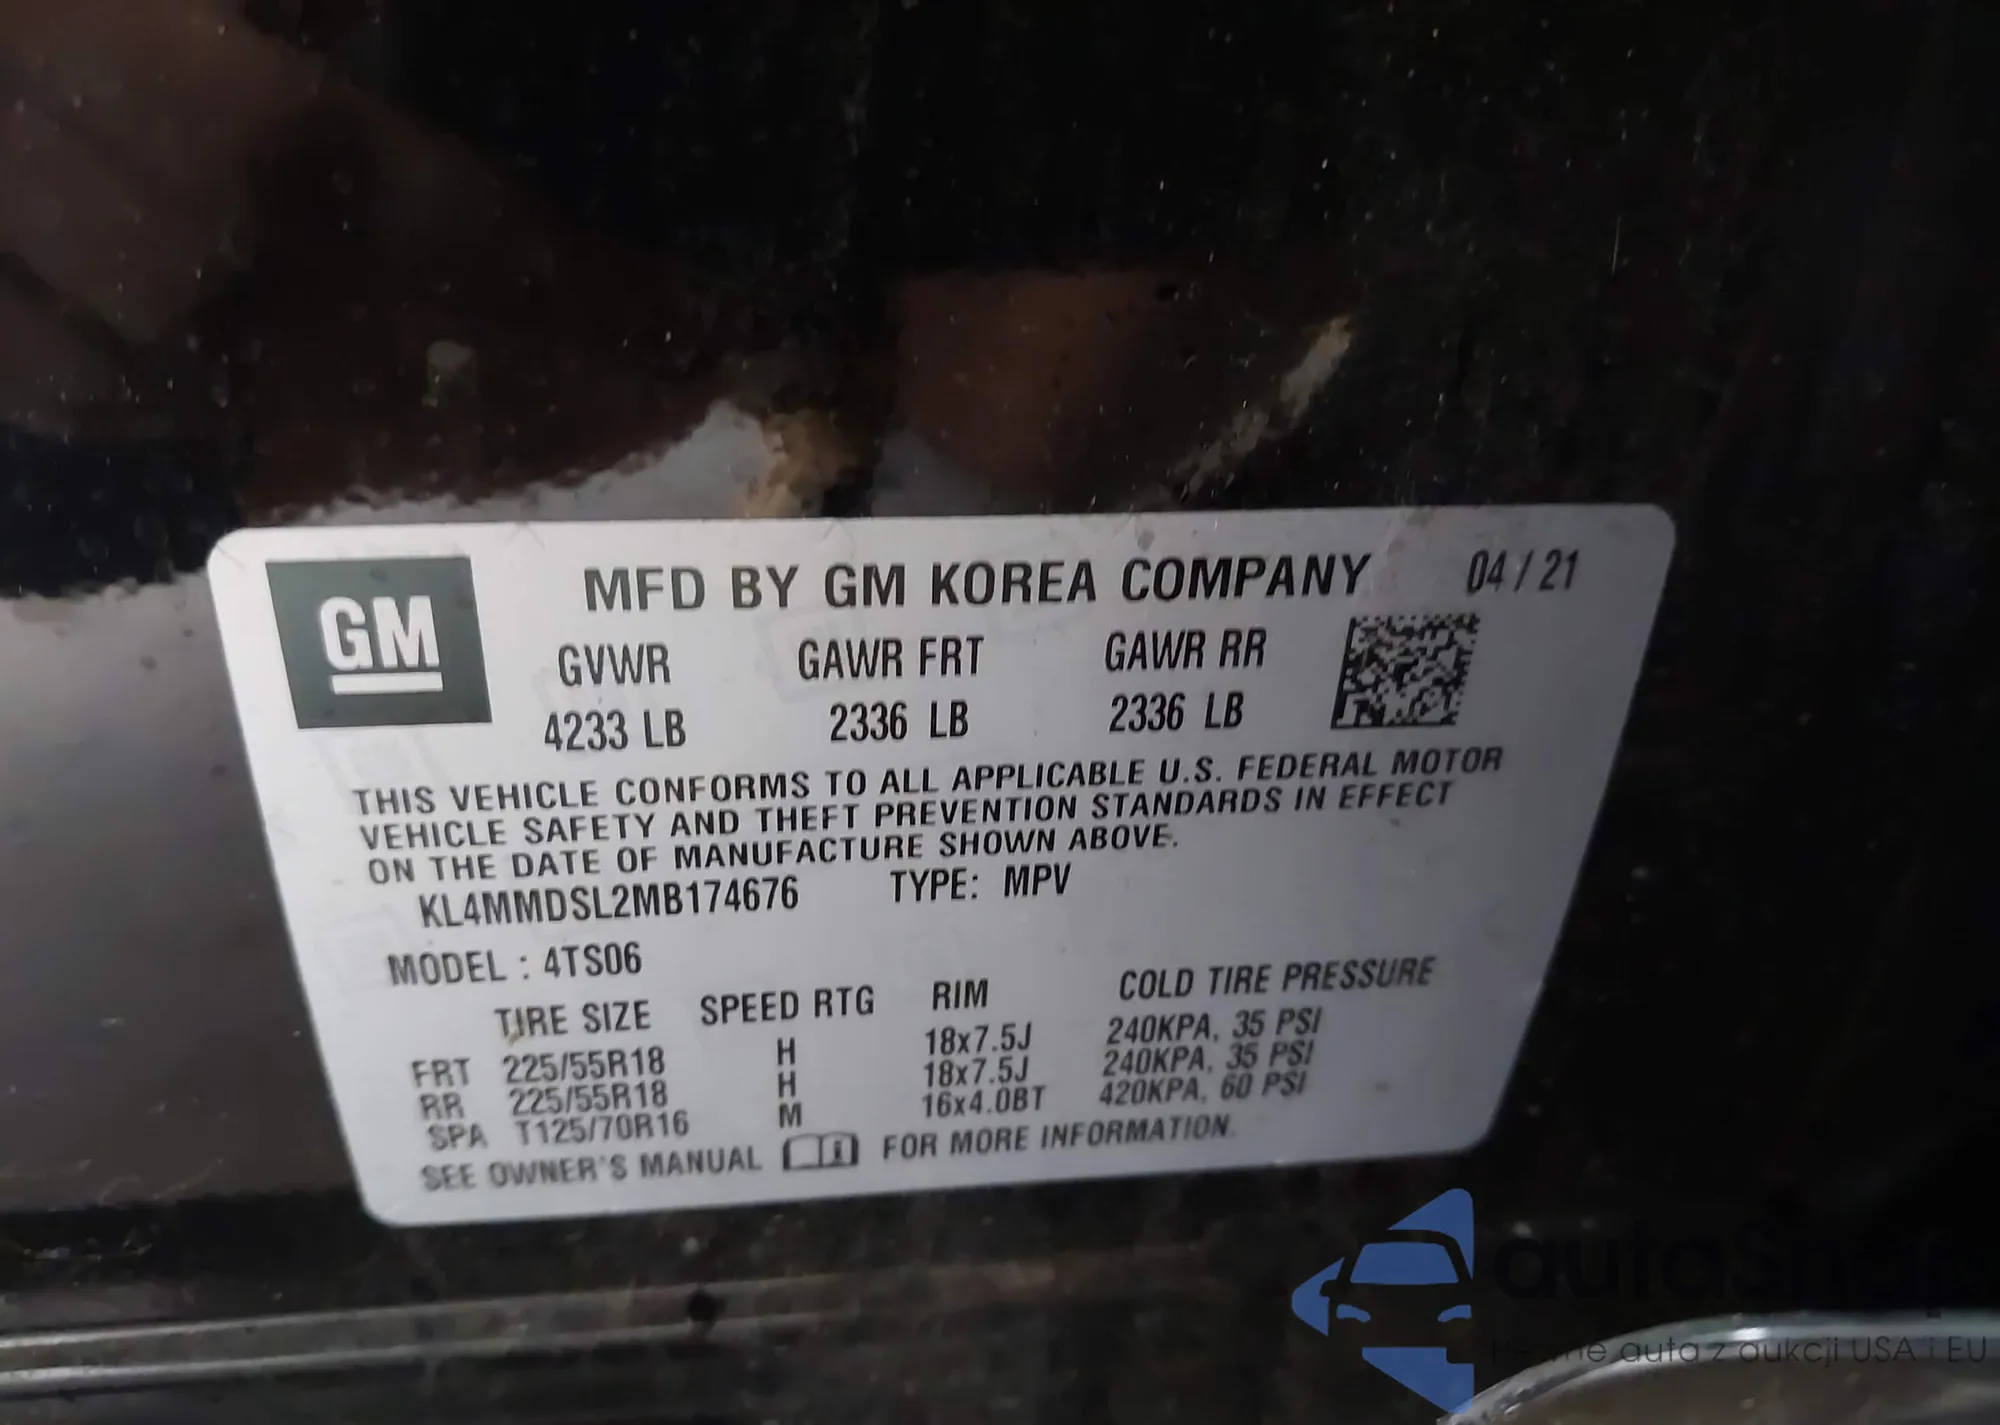 GM
MFD BY GM KOREA COMPANY 04 / 21
GVWR GAWR FRT GAWR RR
4233 LB 2336 LB 2336 LB
THIS VEHICLE CONFORMS TO ALL APPLICABLE U.S. FEDERAL MOTOR
VEHICLE SAFETY AND THEFT PREVENTION STANDARDS IN EFFECT
ON THE DATE OF MANUFACTURE SHOWN ABOVE.
KL4MMDSL2MB174676 TYPE: MPV
MODEL : 4TS06
TIRE SIZE SPEED RTG RIM COLD TIRE PRESSURE
FRT 225/55R18 H 18x7.5J 240KPA, 35 PSI
RR 225/55R18 H 18x7.5J 240KPA, 35 PSI
SPA T125/70R16 M 16x4.0BT 420KPA, 60 PSI
SEE OWNER'S MANUAL i FOR MORE INFORMATION.
auta z aukcji USA i EU